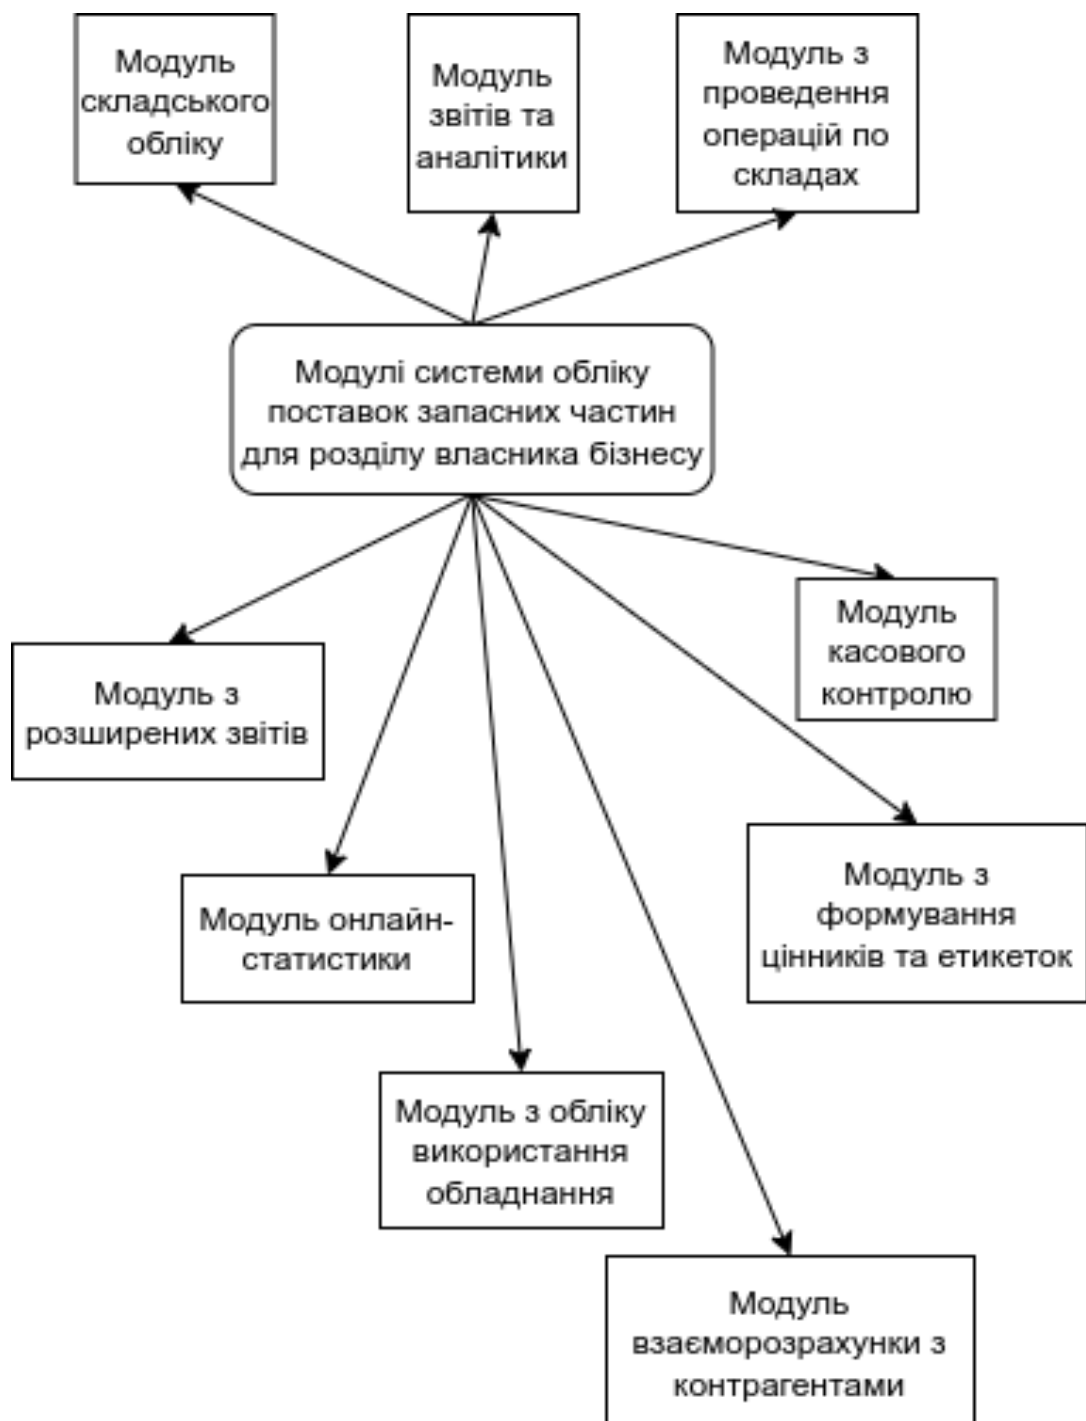 Модуль
складського
обліку
Модуль
звітів та
аналітики
Модуль з
проведення
операцій по
складах
Модулі системи обліку
поставок запасних частин
для розділу власника бізнесу
Модуль
касового
контролю
Модуль з
розширених звітів
Модуль з
формування
цінників та етикеток
Модуль онлайн-
статистики
Модуль з обліку
використання
обладнання
Модуль
взаєморозрахунки з
контрагентами